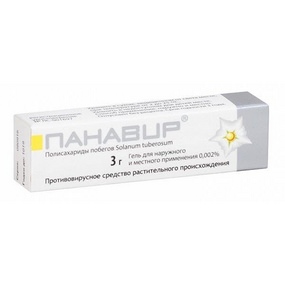 ПАНАВИР®
Полисахариды побегов Solanum tuberosum
3 г
Гель для наружного
и местного применения 0,002%
Противовирусное средство растительного происхождения